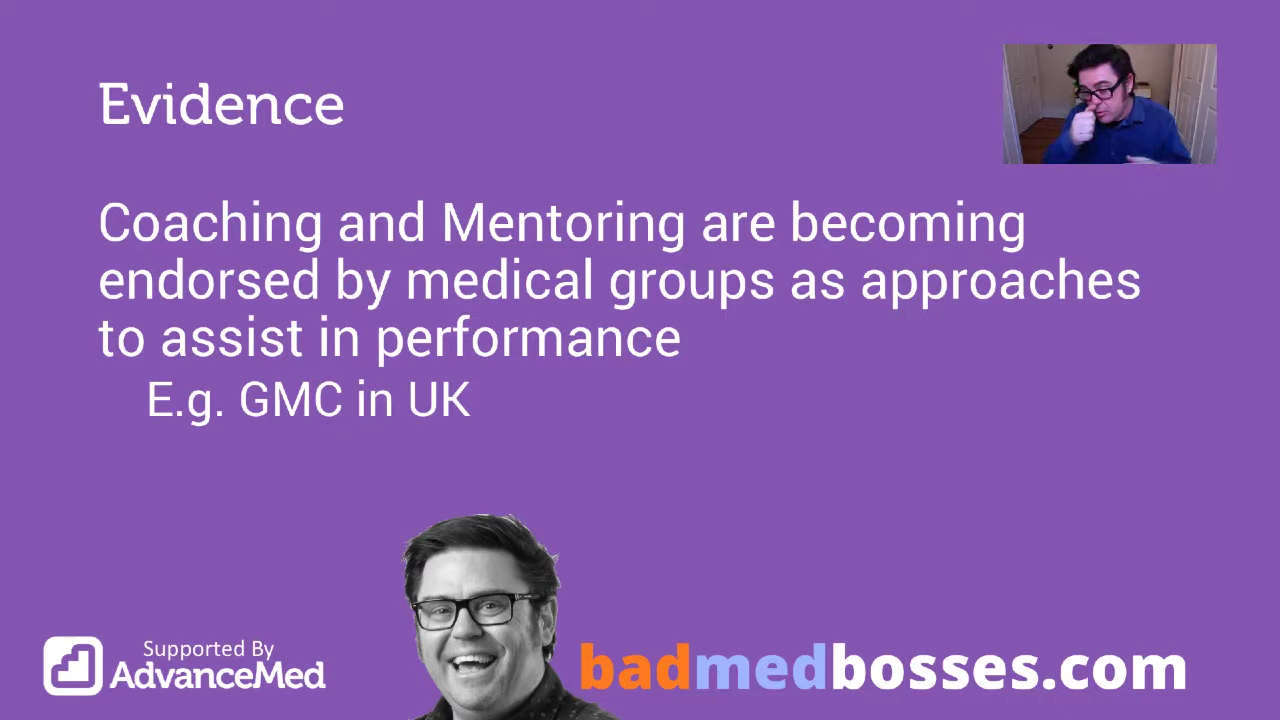 Evidence
Coaching and Mentoring are becoming
endorsed by medical groups as approaches
to assist in performance
E.g. GMC in UK
Supported By
AdvanceMed
badmedbosses.com